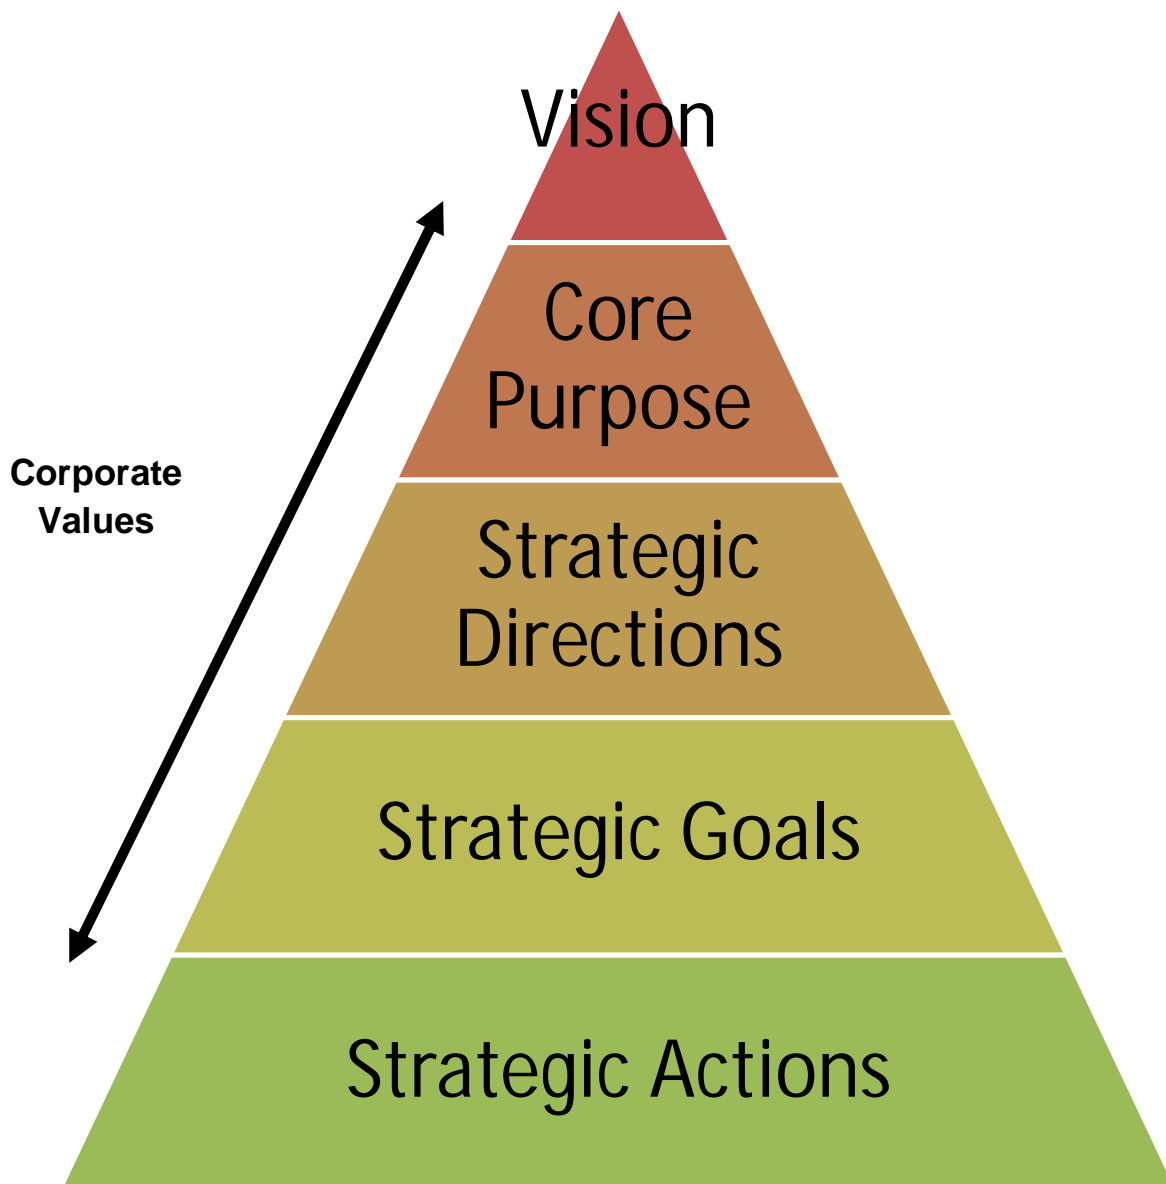 Vision
Core
Purpose
Corporate
Values
Strategic
Directions
Strategic Goals
Strategic Actions